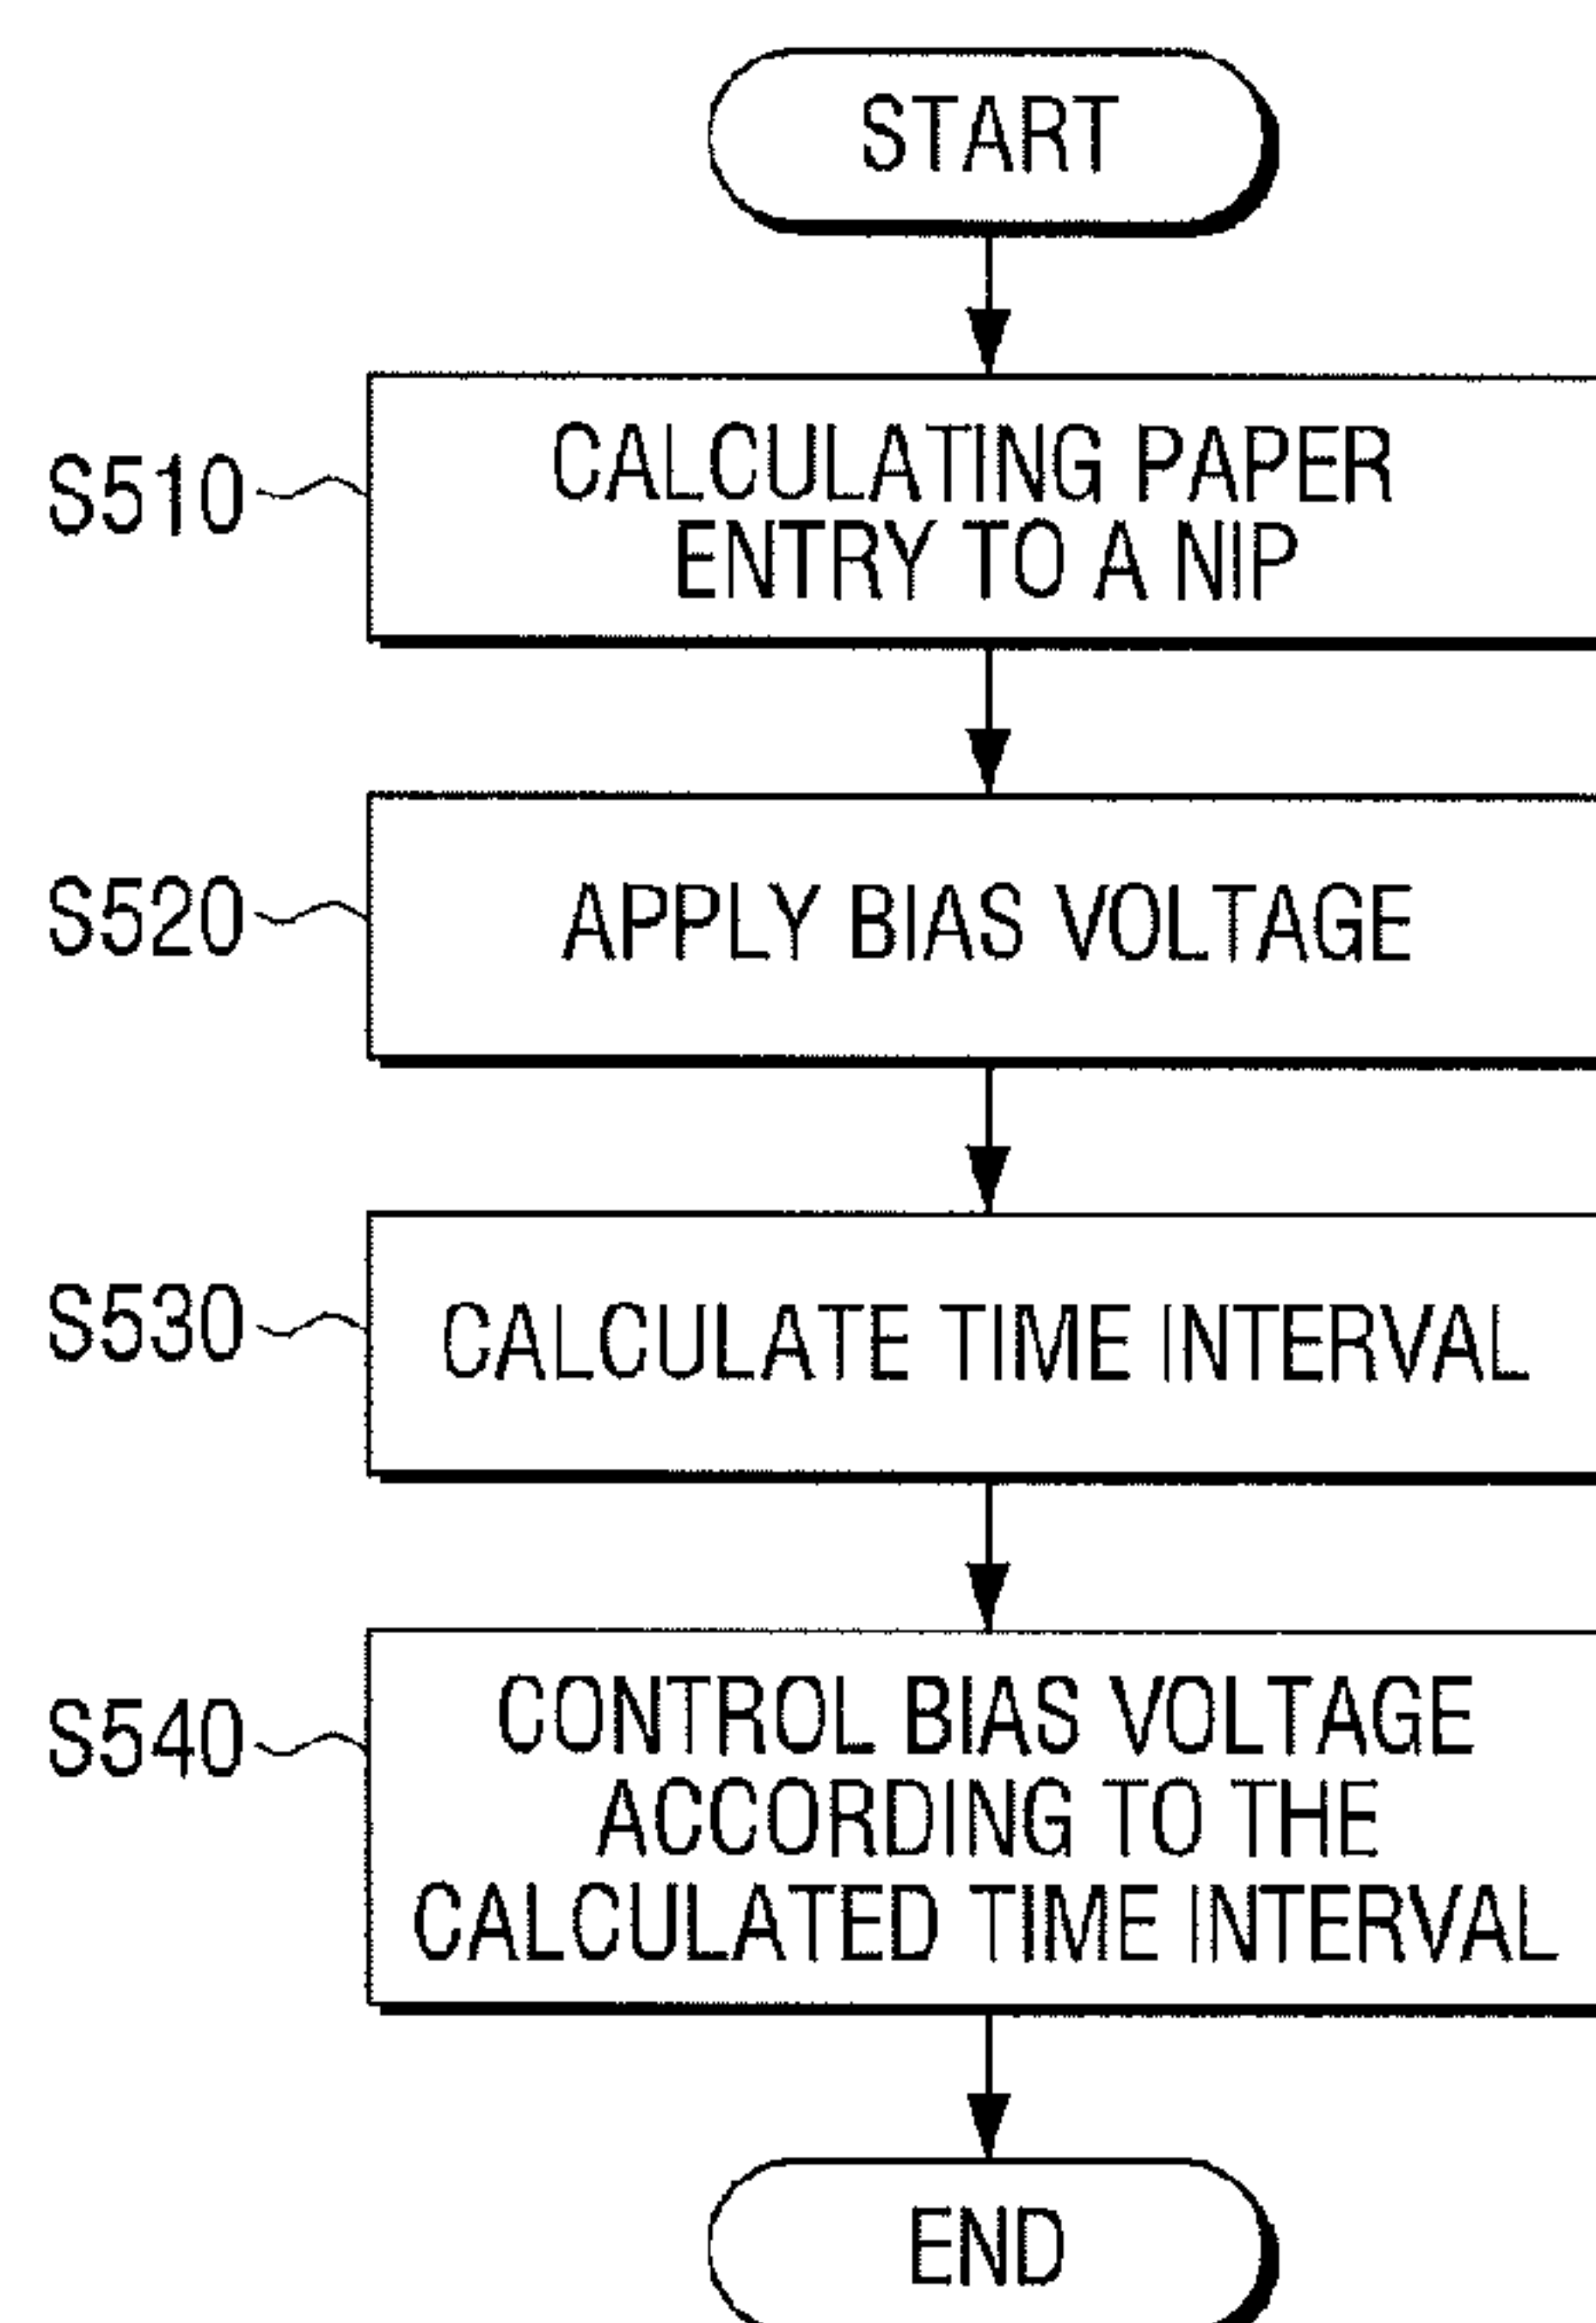 START
S510
CALCULATING PAPER
ENTRY TO A NIP
S520
APPLY BIAS VOLTAGE
S530
CALCULATE TIME INTERVAL
S540
CONTROL BIAS VOLTAGE
ACCORDING TO THE
CALCULATED TIME INTERVAL
END